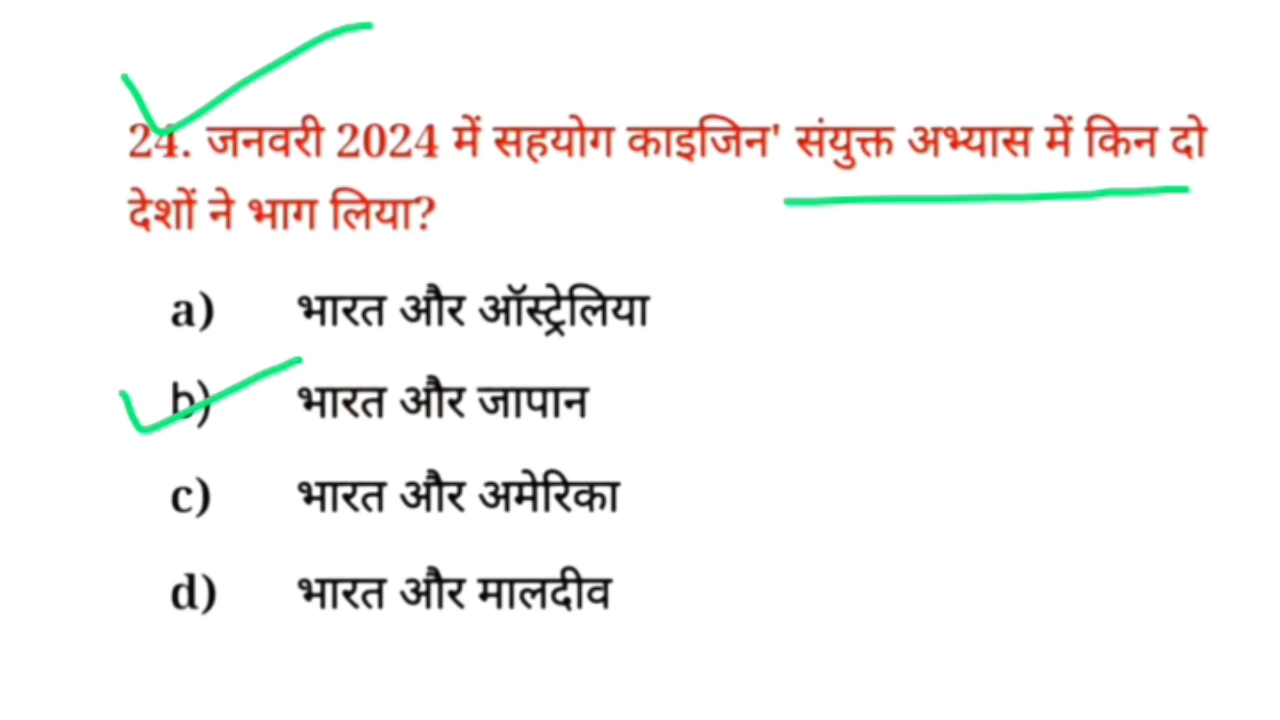 24. जनवरी 2024 में सहयोग काइजिन' संयुक्त अभ्यास में किन दो
देशों ने भाग लिया?
a) भारत और ऑस्ट्रेलिया
b) भारत और जापान
c) भारत और अमेरिका
d) भारत और मालदीव